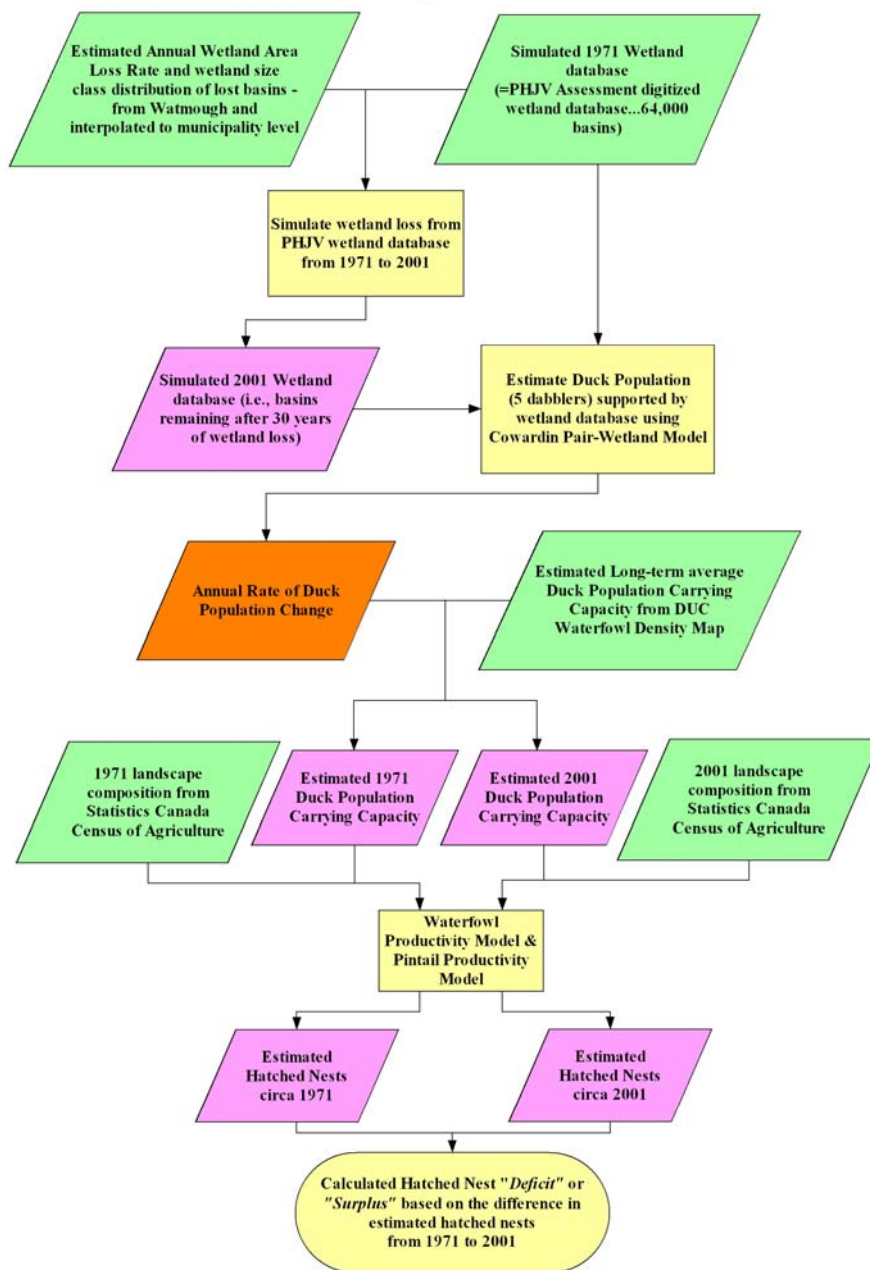 Estimated Annual Wetland Area
Loss Rate and wetland size
class distribution of lost basins -
from Watmough and
interpolated to municipality level
Simulated 1971 Wetland
database
(=PHJV Assessment digitized
wetland database...64,000
basins)
Simulate wetland loss from
PHJV wetland database
from 1971 to 2001
Simulated 2001 Wetland
database (i.e., basins
remaining after 30 years
of wetland loss)
Estimate Duck Population
(5 dabblers) supported by
wetland database using
Cowardin Pair-Wetland Model
Annual Rate of Duck
Population Change
Estimated Long-term average
Duck Population Carrying
Capacity from DUC
Waterfowl Density Map
1971 landscape
composition from
Statistics Canada
Census of Agriculture
Estimated 1971
Duck Population
Carrying Capacity
Estimated 2001
Duck Population
Carrying Capacity
2001 landscape
composition from
Statistics Canada
Census of Agriculture
Waterfowl
Productivity Model &
Pintail Productivity
Model
Estimated
Hatched Nests
circa 1971
Estimated
Hatched Nests
circa 2001
Calculated Hatched Nest "Deficit" or
"Surplus" based on the difference in
estimated hatched nests
from 1971 to 2001